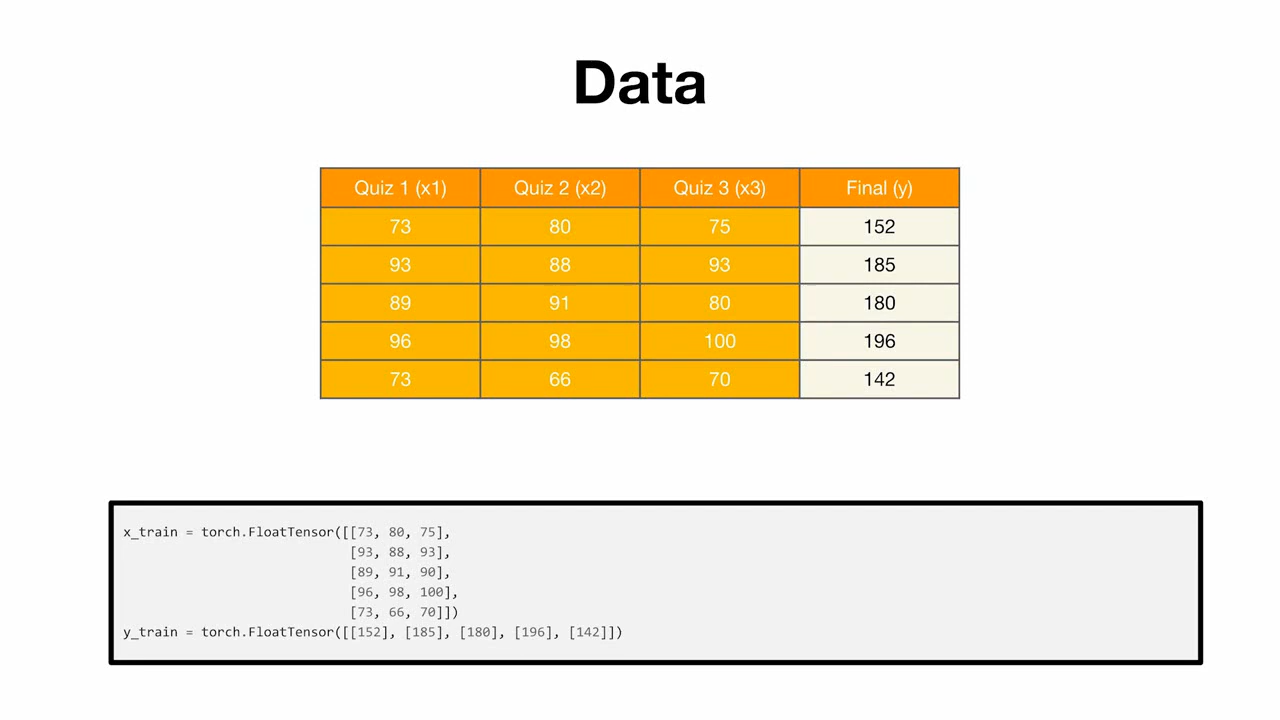 Data
Quiz 1 (x1) Quiz 2 (x2) Quiz 3 (x3) Final (y)
73 80 75 152
93 88 93 185
89 91 80 180
96 98 100 196
73 66 70 142
x_train = torch.FloatTensor([[73, 80, 75],
[93, 88, 93],
[89, 91, 90],
[96, 98, 100],
[73, 66, 70]])
y_train = torch.FloatTensor([[152], [185], [180], [196], [142]])